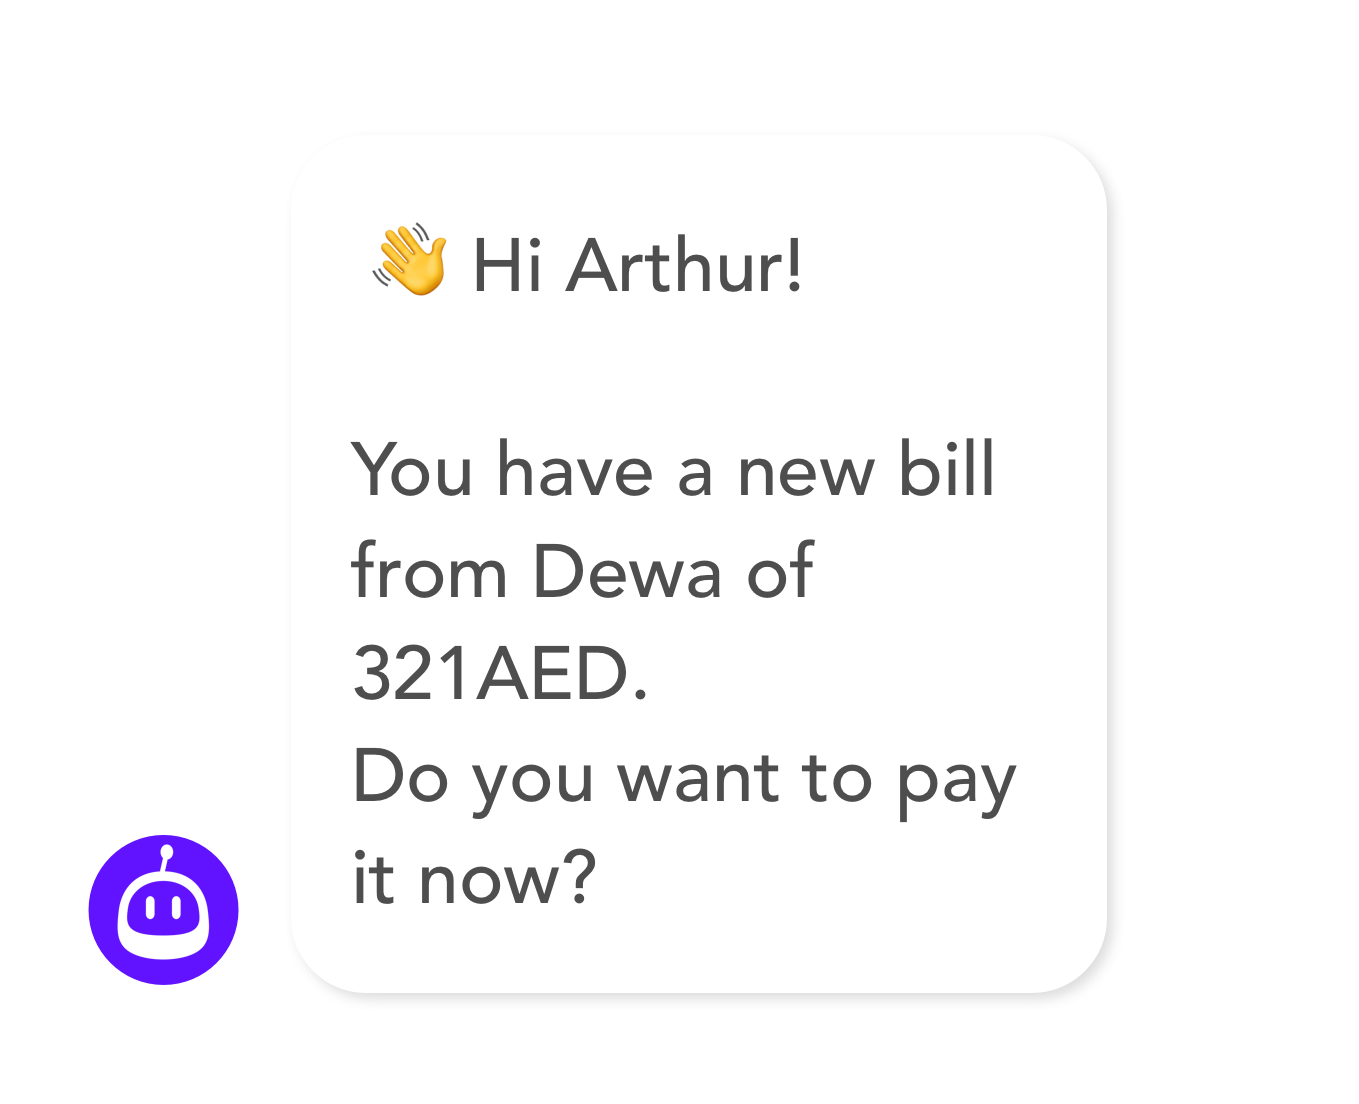 👋 Hi Arthur!
You have a new bill
from Dewa of
321AED.
Do you want to pay
it now?